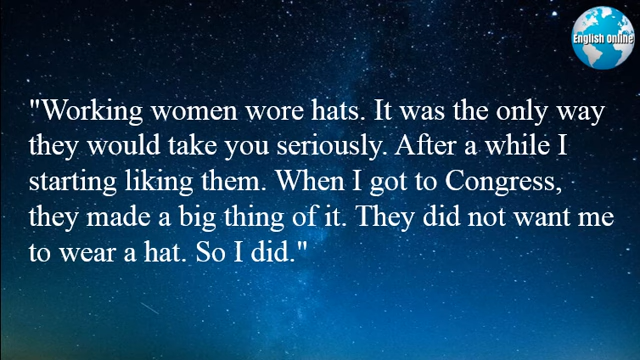 English Online
"Working women wore hats. It was the only way
they would take you seriously. After a while I
starting liking them. When I got to Congress,
they made a big thing of it. They did not want me
to wear a hat. So I did."